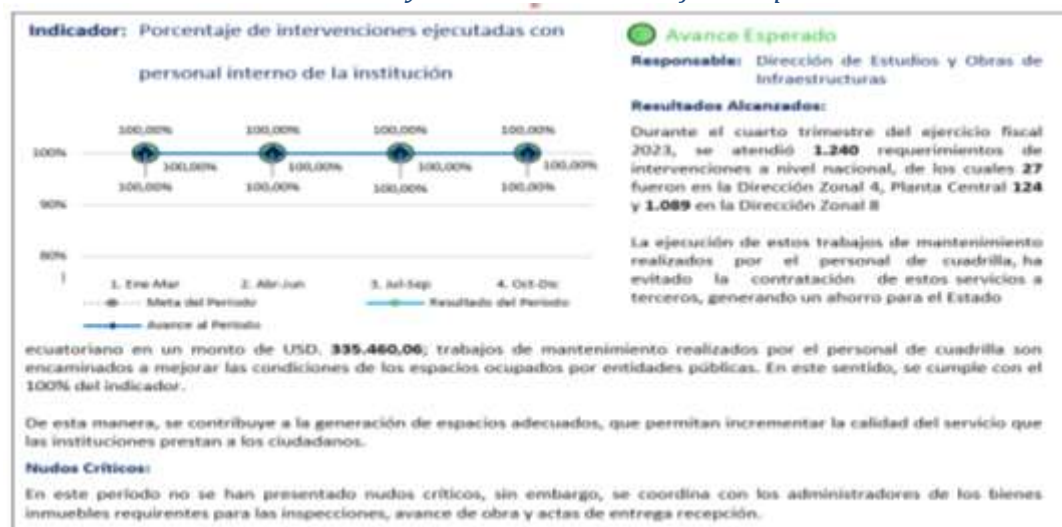 Indicador: Porcentaje de intervenciones ejecutadas con
personal interno de la institución
100,00% 100,00% 100,00% 100,00%
100%
100,00% 100,00% 100,00% 100,00%
100,00% 100,00% 100,00% 100,00%
90%
80%
1. Ene-Mar 2. Abr-Jun 3. Jul-Sep 4. Oct-Dic
Meta del Periodo Resultado del Periodo
Avance al Periodo
Avance Esperado
Responsable: Dirección de Estudios y Obras de
Infraestructuras
Resultados Alcanzados:
Durante el cuarto trimestre del ejercicio fiscal
2023, se atendió 1.240 requerimientos de
intervenciones a nivel nacional, de los cuales 27
fueron en la Dirección Zonal 4, Planta Central 124
y 1.089 en la Dirección Zonal 8
La ejecución de estos trabajos de mantenimiento
realizados por el personal de cuadrilla, ha
evitado la contratación de estos servicios a
terceros, generando un ahorro para el Estado
ecuatoriano en un monto de USD. 335.460,06; trabajos de mantenimiento realizados por el personal de cuadrilla son
encaminados a mejorar las condiciones de los espacios ocupados por entidades públicas. En este sentido, se cumple con el
100% del indicador.
De esta manera, se contribuye a la generación de espacios adecuados, que permitan incrementar la calidad del servicio que
las instituciones prestan a los ciudadanos.
Nudos Críticos:
En este período no se han presentado nudos críticos, sin embargo, se coordina con los administradores de los bienes
inmuebles requirentes para las inspecciones, avance de obra y actas de entrega recepción.